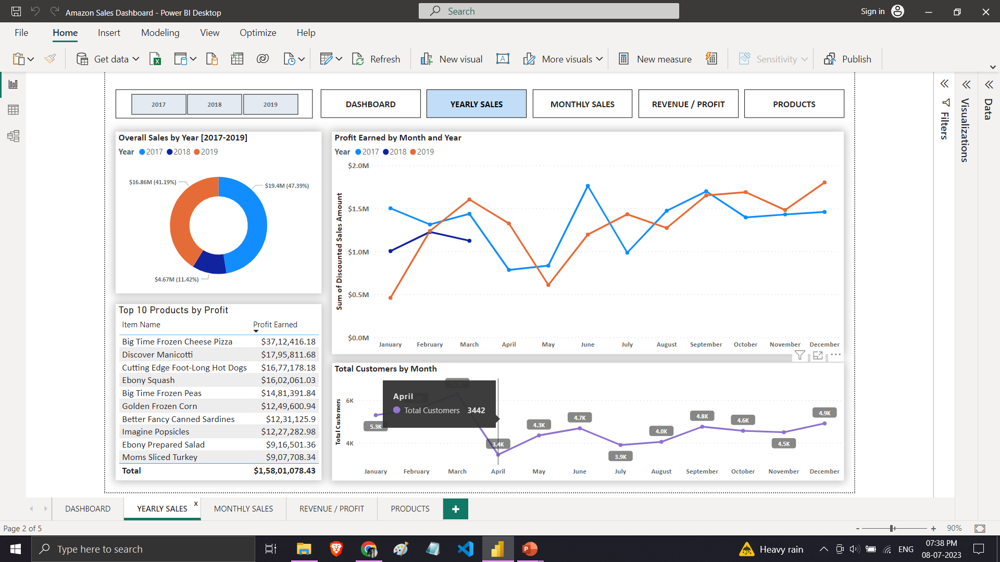 Amazon Sales Dashboard - Power BI Desktop
Search
Sign in
File Home Insert Modeling View Optimize Help
Get data Refresh New visual More visuals New measure Sensitivity Publish
2017 2018 2019
DASHBOARD YEARLY SALES MONTHLY SALES REVENUE / PROFIT PRODUCTS
Filters
Visualizations
Data
Overall Sales by Year [2017-2019]
Year 2017 2018 2019
$16.86M (41.19%)
$19.4M (47.39%)
$4.67M (11.42%)
Profit Earned by Month and Year
Year 2017 2018 2019
Sum of Discounted Sales Amount
$2.0M
$1.5M
$1.0M
$0.5M
$0.0M
January February March April May June July August September October November December
Top 10 Products by Profit
Item Name Profit Earned
Big Time Frozen Cheese Pizza $37,12,416.18
Discover Manicotti $17,95,811.68
Cutting Edge Foot-Long Hot Dogs $16,77,178.18
Ebony Squash $16,02,061.03
Big Time Frozen Peas $14,81,391.84
Golden Frozen Corn $12,49,600.94
Better Fancy Canned Sardines $12,31,125.9
Imagine Popsicles $12,27,282.98
Ebony Prepared Salad $9,16,501.36
Moms Sliced Turkey $9,07,708.34
Total $1,58,01,078.43
Total Customers by Month
Total Customers
6K
4K
April
Total Customers 3442
5.3K
3.4K
4.3K
4.7K
3.9K
4.0K
4.8K
4.6K
4.5K
4.9K
January February March April May June July August September October November December
DASHBOARD YEARLY SALES x MONTHLY SALES REVENUE / PROFIT PRODUCTS +
Page 2 of 5
- + 90%
Type here to search
Heavy rain
ENG
07:38 PM
08-07-2023